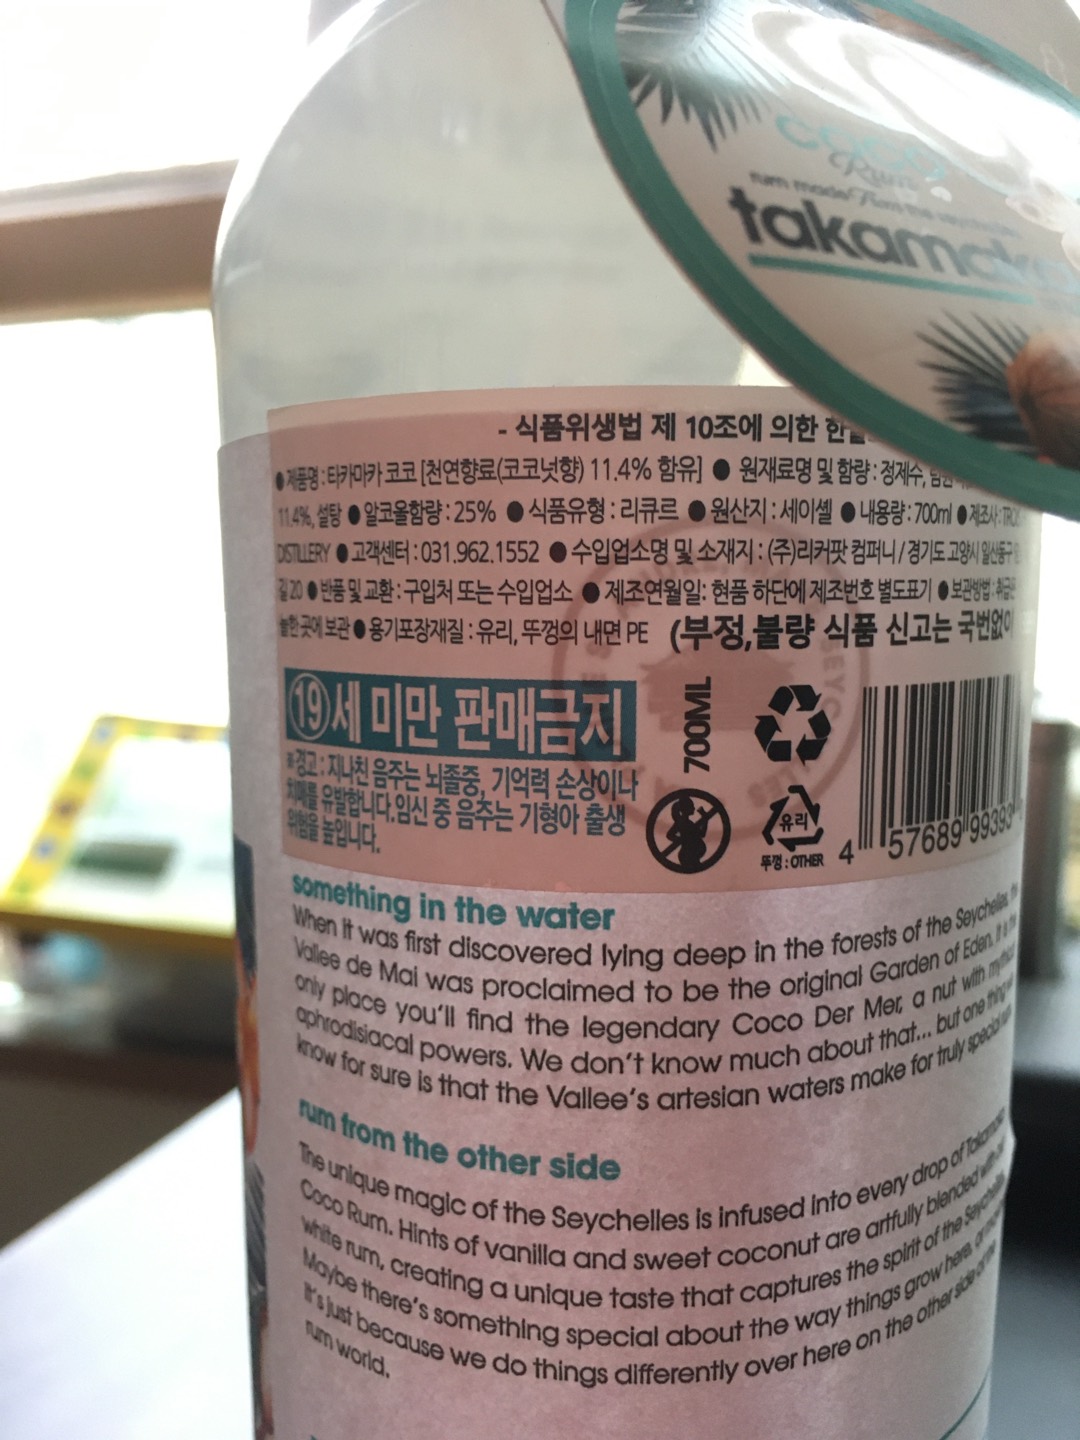 coco
Rum
rum made from the seychelles
takamaka
- 식품위생법 제 10조에 의한
● 제품명 : 타카마카 코코 [천연향료(코코넛향) 11.4% 함유] ● 원재료명 및 함량 : 정제수,
11.4%, 설탕 ● 알코올함량 : 25% ● 식품유형 : 리큐르 ● 원산지 : 세이셸 ● 내용량 : 700ml ● 제조사 :
DISTILLERY ● 고객센터 : 031.962.1552 ● 수입업소명 및 소재지 : (주)리커팟 컴퍼니 / 경기도 고양시 일산동구
길 20 ● 반품 및 교환 : 구입처 또는 수입업소 ● 제조연월일: 현품 하단에 제조번호 별도표기 ● 보관방법 :
곳에 보관 ● 용기포장재질 : 유리, 뚜껑의 내면 PE (부정,불량 식품 신고는 국번없이
⑲세 미만 판매금지
※경고 : 지나친 음주는 뇌졸중, 기억력 손상이나
치매를 유발합니다.임신 중 음주는 기형아 출생
위험을 높입니다.
700ML
유리
뚜껑 : OTHER
4 57689 99393
something in the water
When it was first discovered lying deep in the forests of the Seychelles, the
Vallee de Mai was proclaimed to be the original Garden of Eden. It is the
only place you'll find the legendary Coco Der Mer, a nut with mythical
aphrodisiacal powers. We don't know much about that... but one thing we
know for sure is that the Vallee's artesian waters make for truly special rum.
rum from the other side
The unique magic of the Seychelles is infused into every drop of Takamaka
Coco Rum. Hints of vanilla and sweet coconut are artfully blended with our
white rum, creating a unique taste that captures the spirit of the Seychelles.
Maybe there's something special about the way things grow here, or maybe
it's just because we do things differently over here on the other side of the
rum world.